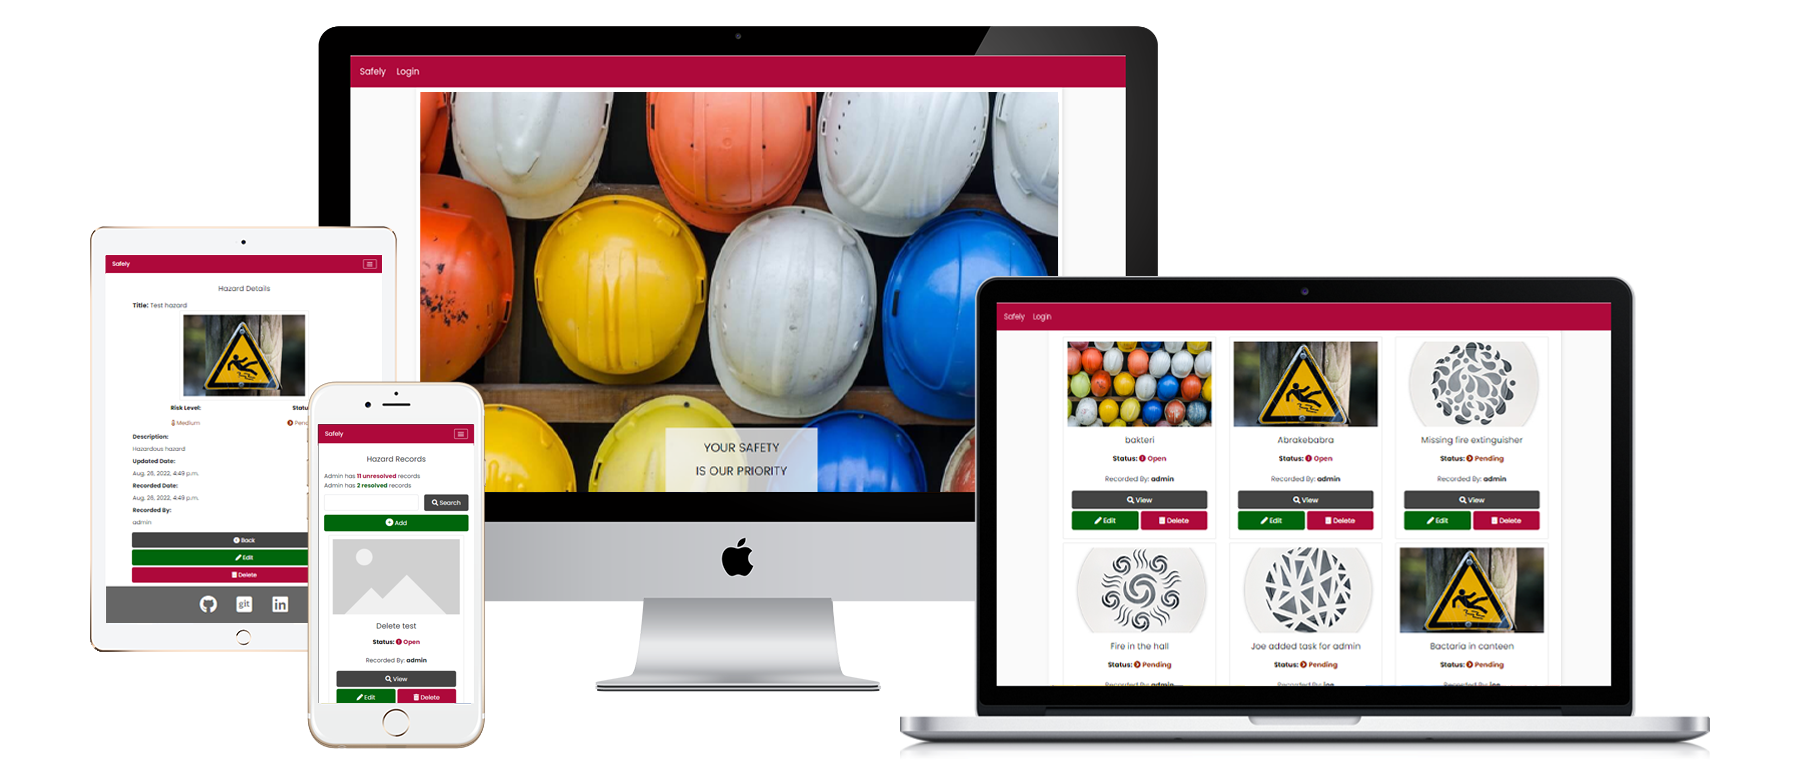 Safely Login
YOUR SAFETY
IS OUR PRIORITY
Safely
Hazard Details
Title: Test hazard
Risk Level:
Medium
Description:
Hazardous hazard
Updated Date:
Aug. 26, 2022, 4:49 p.m.
Recorded Date:
Aug. 26, 2022, 4:49 p.m.
Recorded By:
admin
Back
Edit
Delete
git
in
Safely
Hazard Records
Admin has 11 unresolved records
Admin has 2 resolved records
Search
Add
Delete test
Status: Open
Recorded By: admin
View
Edit Delete
Safely Login
bakteri Abrakebabra Missing fire extinguisher
Status: Open Status: Open Status: Pending
Recorded By: admin Recorded By: admin Recorded By: admin
View View View
Edit Delete Edit Delete Edit Delete
Fire in the hall Joe added task for admin Bactaria in canteen
Status: Pending Status: Pending Status: Pending